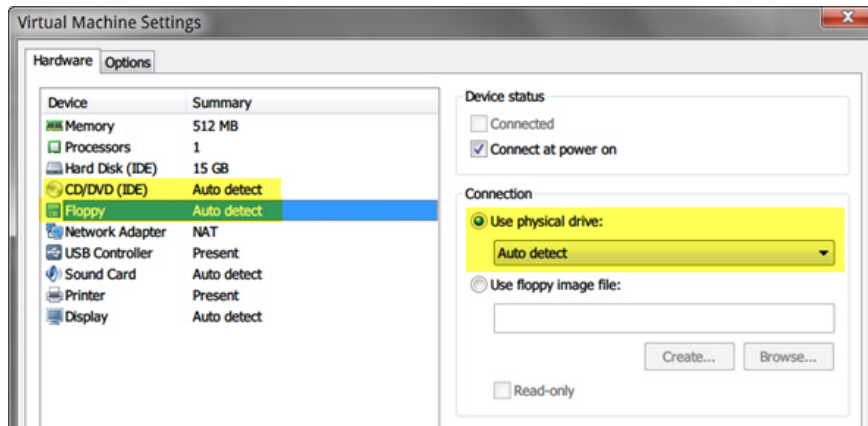 Virtual Machine Settings
X
Hardware Options
Device Summary
Memory 512 MB
Processors 1
Hard Disk (IDE) 15 GB
CD/DVD (IDE) Auto detect
Floppy Auto detect
Network Adapter NAT
USB Controller Present
Sound Card Auto detect
Printer Present
Display Auto detect
Device status
Connected
Connect at power on
Connection
Use physical drive:
Auto detect
Use floppy image file:
Create... Browse...
Read-only